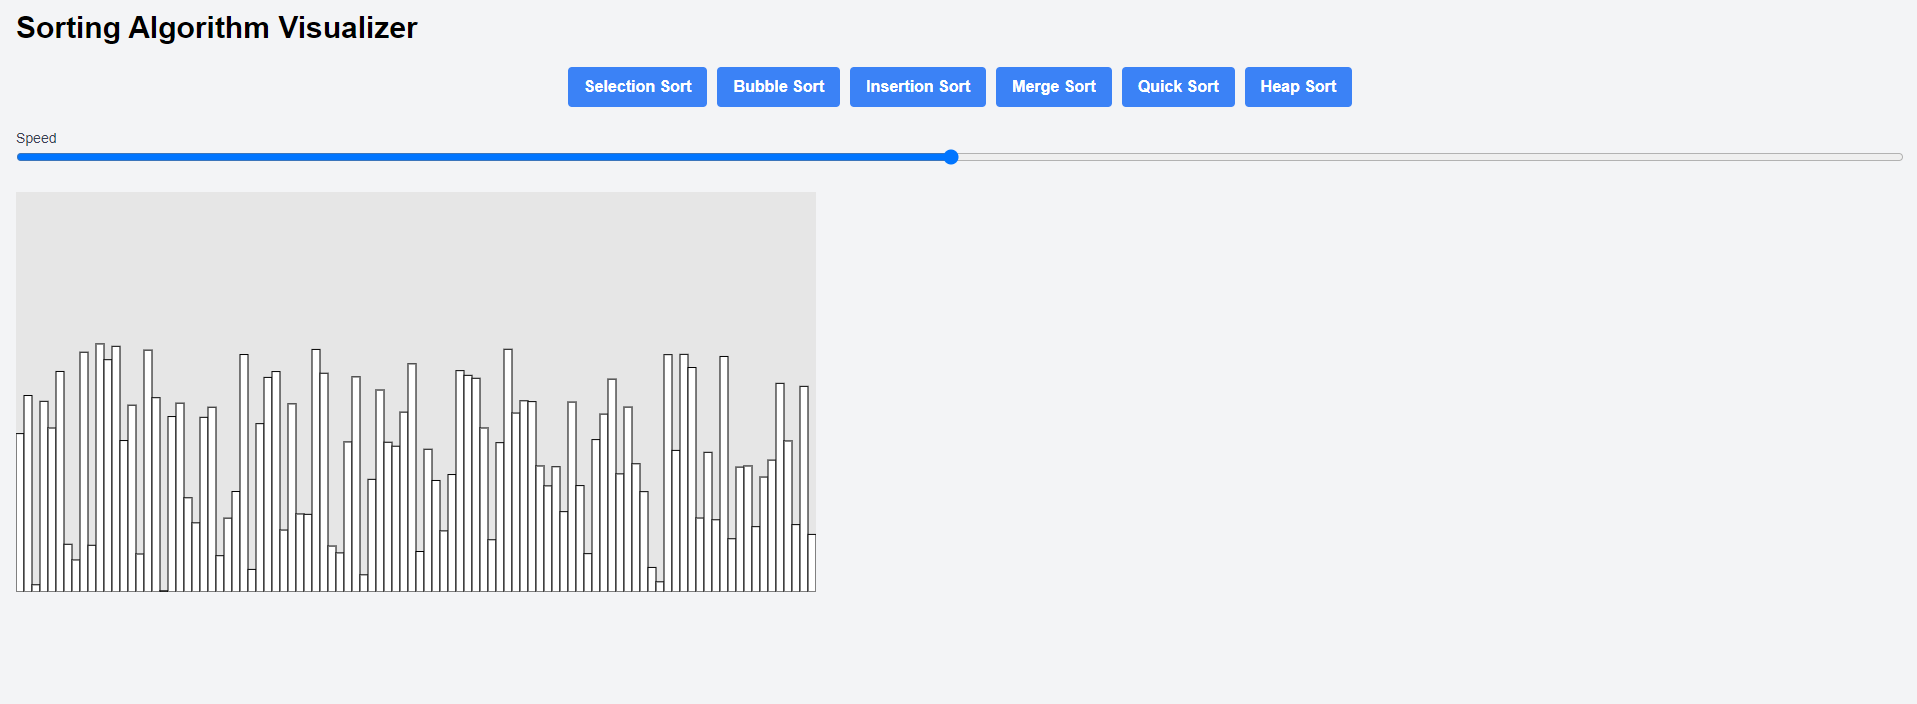 Sorting Algorithm Visualizer
Selection Sort Bubble Sort Insertion Sort Merge Sort Quick Sort Heap Sort
Speed